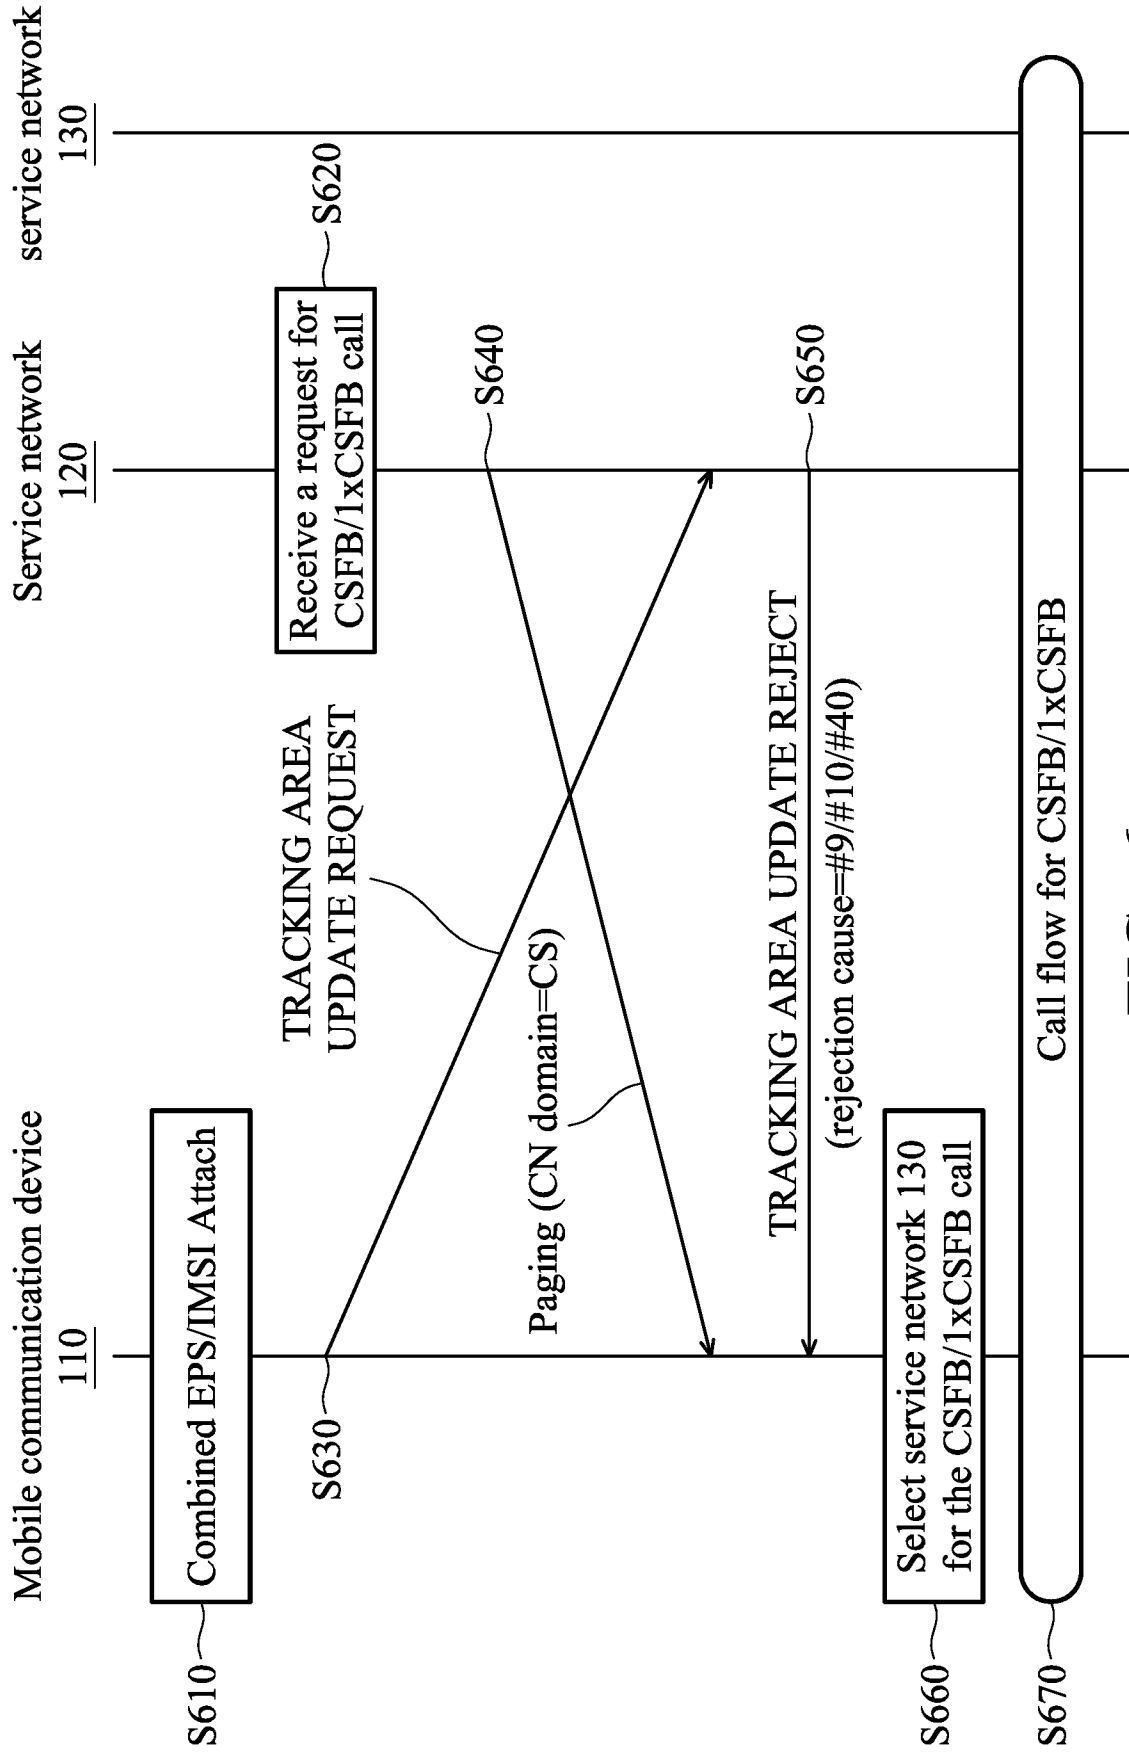 Mobile communication device
110
Service network
120
service network
130
Combined EPS/IMSI Attach
S610
Receive a request for
CSFB/1xCSFB call
S620
TRACKING AREA
UPDATE REQUEST
S630
S640
Paging (CN domain=CS)
TRACKING AREA UPDATE REJECT
(rejection cause=#9/#10/#40)
S650
Select service network 130
for the CSFB/1xCSFB call
S660
Call flow for CSFB/1xCSFB
S670